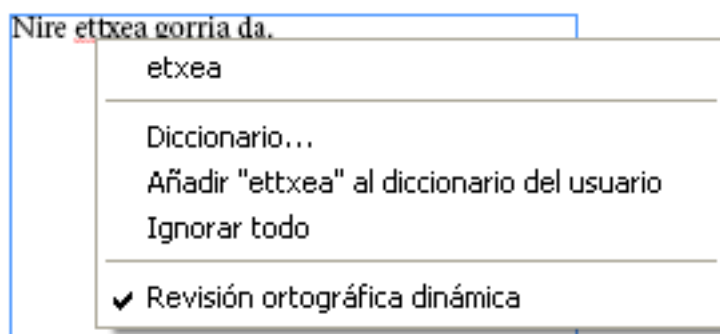 Nire ettxea gorria da.
etxea
Diccionario...
Añadir "ettxea" al diccionario del usuario
Ignorar todo
Revisión ortográfica dinámica